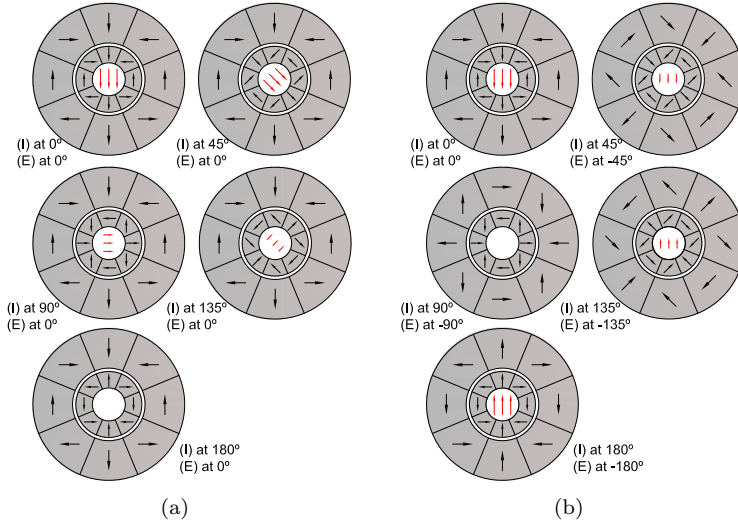 (I) at 0º
(E) at 0º
(I) at 45º
(E) at 0º
(I) at 90º
(E) at 0º
(I) at 135º
(E) at 0º
(I) at 180º
(E) at 0º
(a)
(I) at 0º
(E) at 0º
(I) at 45º
(E) at -45º
(I) at 90º
(E) at -90º
(I) at 135º
(E) at -135º
(I) at 180º
(E) at -180º
(b)